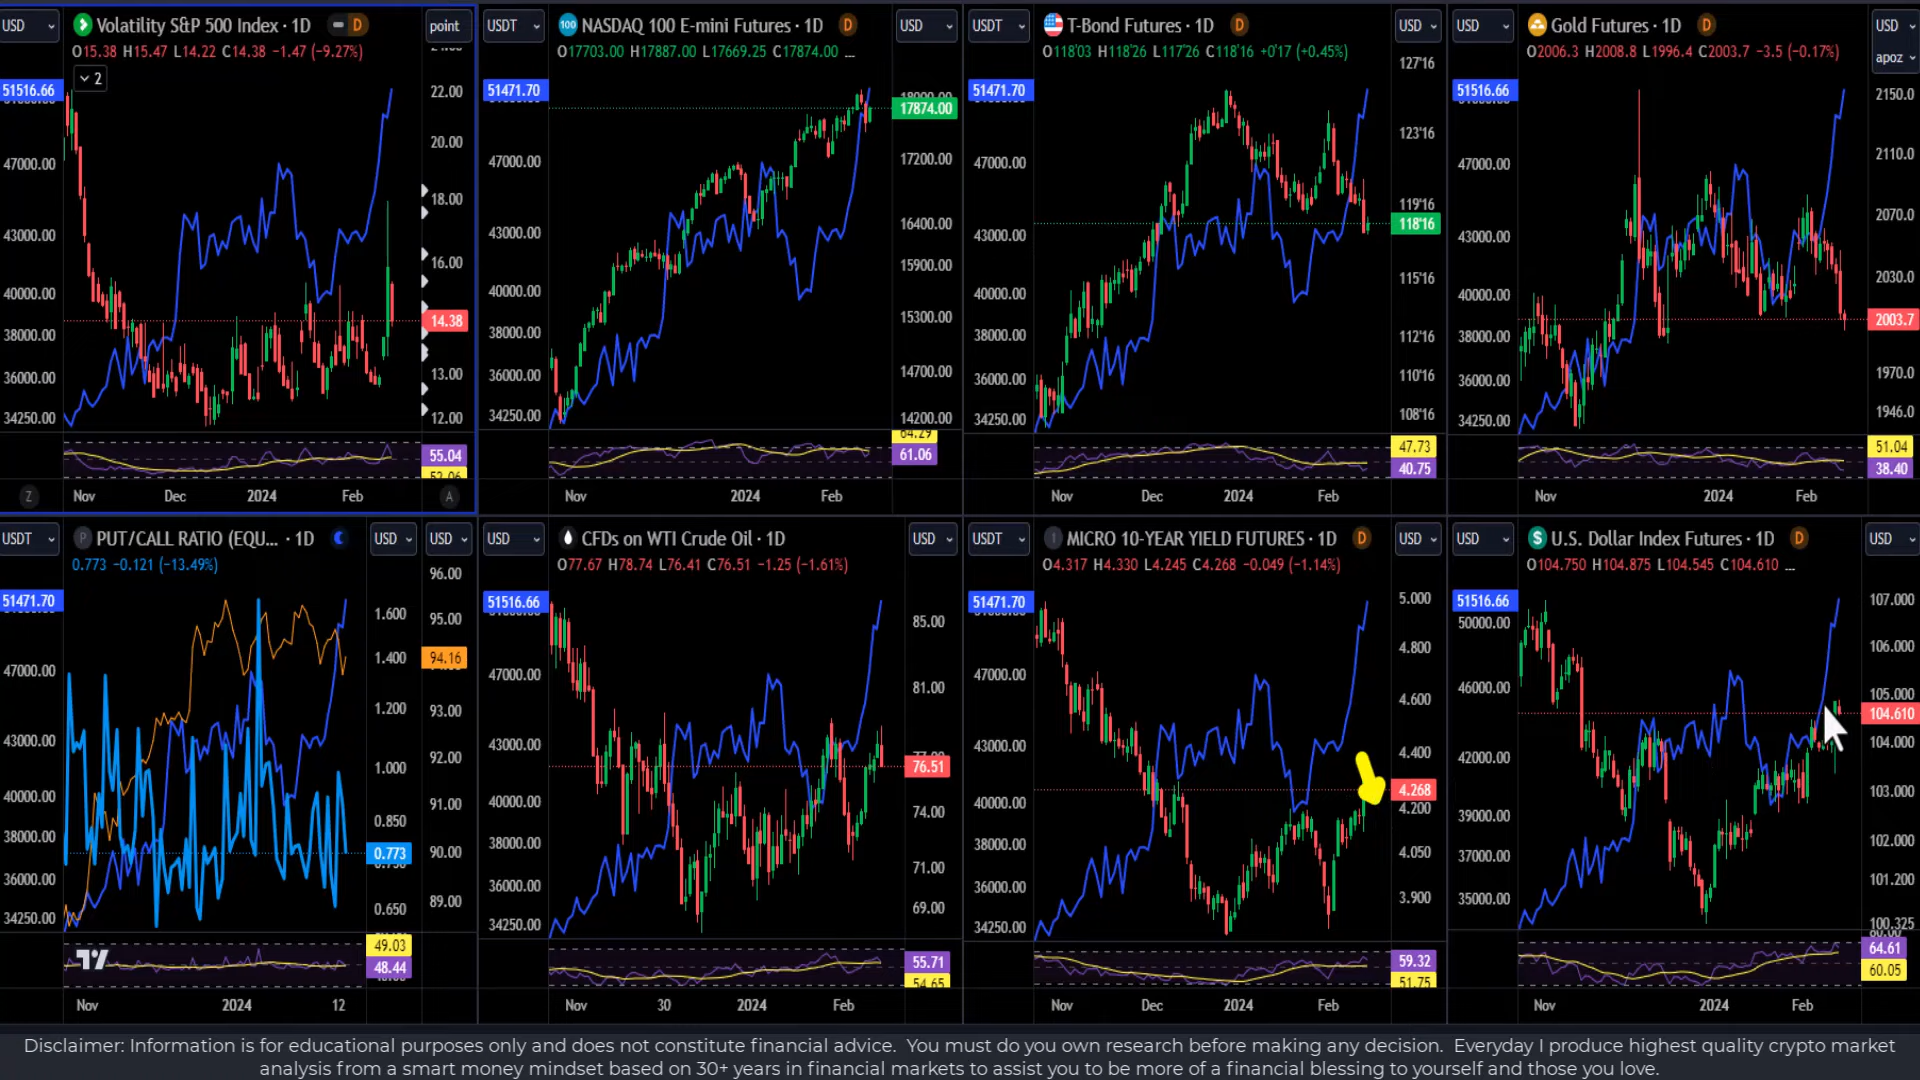 USD
Volatility S&P 500 Index · 1D
D
point
O15.38 H15.47 L14.22 C14.38 −1.47 (−9.27%)
2
51516.66
47000.00
43000.00
40000.00
38000.00
36000.00
34250.00
22.00
20.00
18.00
16.00
14.38
13.00
12.00
55.04
Z
Nov
Dec
2024
Feb
A
USDT
100
NASDAQ 100 E-mini Futures · 1D
D
USD
O17703.00 H17887.00 L17669.25 C17874.00 ...
51471.70
47000.00
43000.00
40000.00
38000.00
36000.00
34250.00
18000.00
17874.00
17200.00
16400.00
15900.00
15300.00
14700.00
14200.00
64.29
61.06
Nov
2024
Feb
USDT
T-Bond Futures · 1D
D
USD
O118'03 H118'26 L117'26 C118'16 +0'17 (+0.45%)
51471.70
47000.00
43000.00
40000.00
38000.00
36000.00
34250.00
127'16
123'16
119'16
118'16
115'16
112'16
110'16
108'16
47.73
40.75
Nov
Dec
2024
Feb
USD
Gold Futures · 1D
D
USD
apoz
O2006.3 H2008.8 L1996.4 C2003.7 −3.5 (−0.17%)
51516.66
47000.00
43000.00
40000.00
38000.00
36000.00
34250.00
2150.0
2110.0
2070.0
2030.0
2003.7
1970.0
1946.0
51.04
38.40
Nov
2024
Feb
USDT
P
PUT/CALL RATIO (EQU... · 1D
USD
USD
0.773 −0.121 (−13.49%)
51471.70
47000.00
43000.00
40000.00
38000.00
36000.00
34250.00
1.600
1.400
1.200
1.000
0.850
0.773
0.650
96.00
95.00
94.16
93.00
92.00
91.00
90.00
89.00
49.03
48.44
Nov
2024
12
USD
CFDs on WTI Crude Oil · 1D
USD
O77.67 H78.74 L76.41 C76.51 −1.25 (−1.61%)
51516.66
47000.00
43000.00
40000.00
38000.00
36000.00
34250.00
85.00
81.00
76.51
74.00
71.00
69.00
55.71
54.65
Nov
30
2024
Feb
USDT
MICRO 10-YEAR YIELD FUTURES · 1D
D
USD
O4.317 H4.330 L4.245 C4.268 −0.049 (−1.14%)
51471.70
47000.00
43000.00
40000.00
38000.00
36000.00
34250.00
5.000
4.800
4.600
4.400
4.268
4.200
4.050
3.900
59.32
51.75
Nov
Dec
2024
Feb
USD
$
U.S. Dollar Index Futures · 1D
D
USD
O104.750 H104.875 L104.545 C104.610 ...
51516.66
50000.00
46000.00
42000.00
39000.00
37000.00
35000.00
107.000
106.000
105.000
104.610
104.000
103.000
102.000
101.200
100.325
64.61
60.05
Nov
2024
Feb
Disclaimer: Information is for educational purposes only and does not constitute financial advice. You must do you own research before making any decision. Everyday I produce highest quality crypto market
analysis from a smart money mindset based on 30+ years in financial markets to assist you to be more of a financial blessing to yourself and those you love.